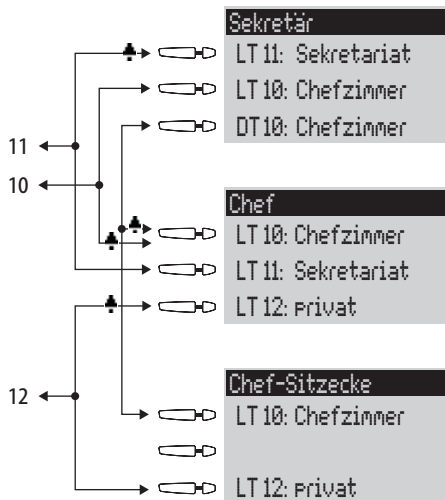 Sekretär
LT 11: Sekretariat
LT 10: Chefzimmer
DT 10: Chefzimmer
11
10
Chef
LT 10: Chefzimmer
LT 11: Sekretariat
LT 12: privat
12
Chef-Sitzecke
LT 10: Chefzimmer
LT 12: privat